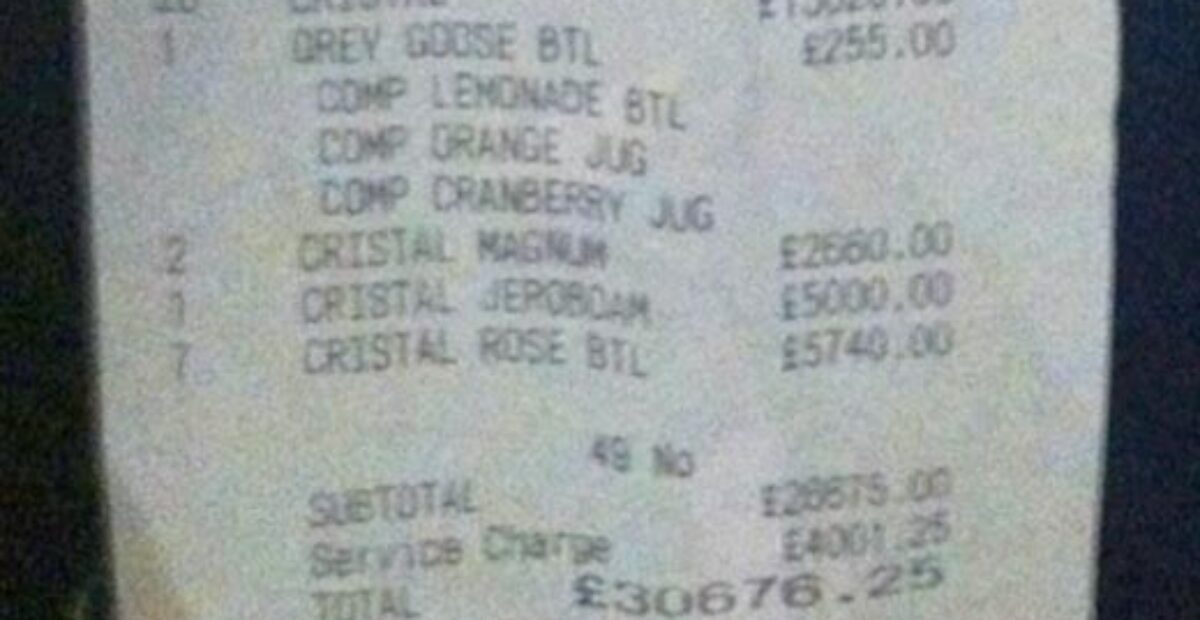 CRISTAL
1 GREY GOOSE BTL £255.00
COMP LEMONADE BTL
COMP ORANGE JUG
COMP CRANBERRY JUG
2 CRISTAL MAGNUM £2660.00
1 CRISTAL JEROBOAM £5000.00
7 CRISTAL ROSE BTL £5740.00
49 No
SUBTOTAL £26675.00
Service Charge £4001.25
TOTAL £30676.25